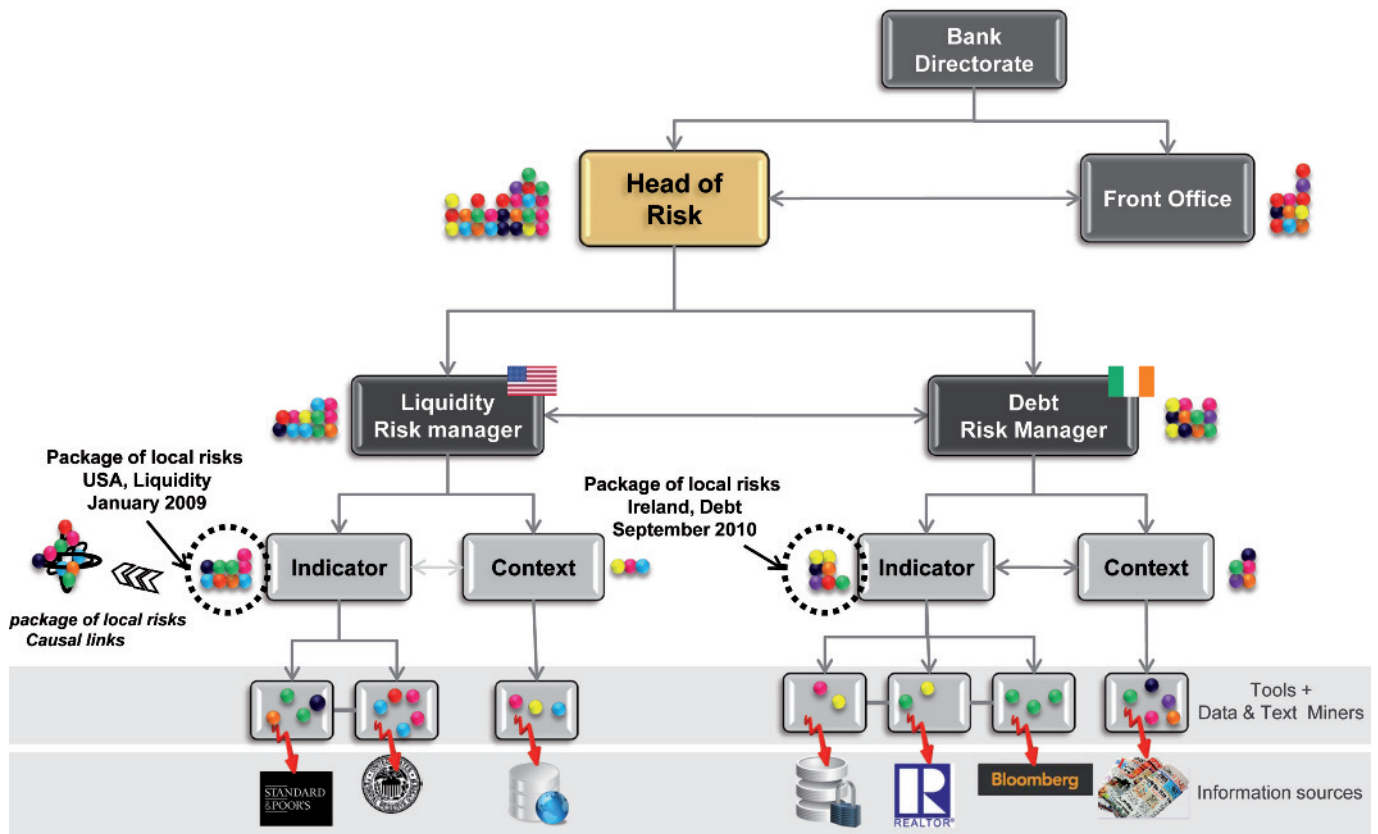 Bank
Directorate
Head of
Risk
Front Office
Liquidity
Risk manager
Debt
Risk Manager
Package of local risks
USA, Liquidity
January 2009
Package of local risks
Ireland, Debt
September 2010
Indicator
Context
Indicator
Context
package of local risks
Causal links
Tools +
Data & Text Miners
STANDARD
&POOR'S
R
REALTOR®
Bloomberg
Information sources